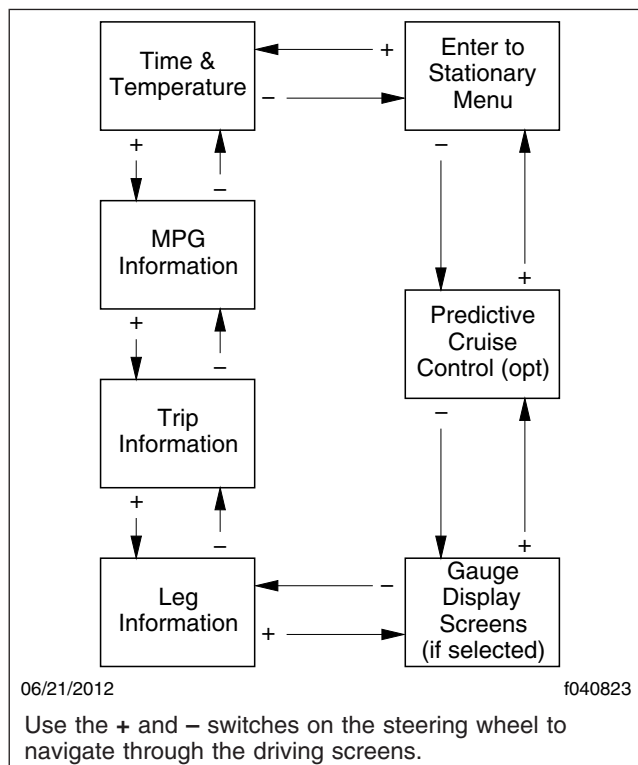 Time &
Temperature
+
–
Enter to
Stationary
Menu
+
–
MPG
Information
–
+
Predictive
Cruise
Control (opt)
+
–
Trip
Information
–
+
+
–
Leg
Information
–
+
Gauge
Display
Screens
(if selected)
06/21/2012
f040823
Use the + and – switches on the steering wheel to
navigate through the driving screens.